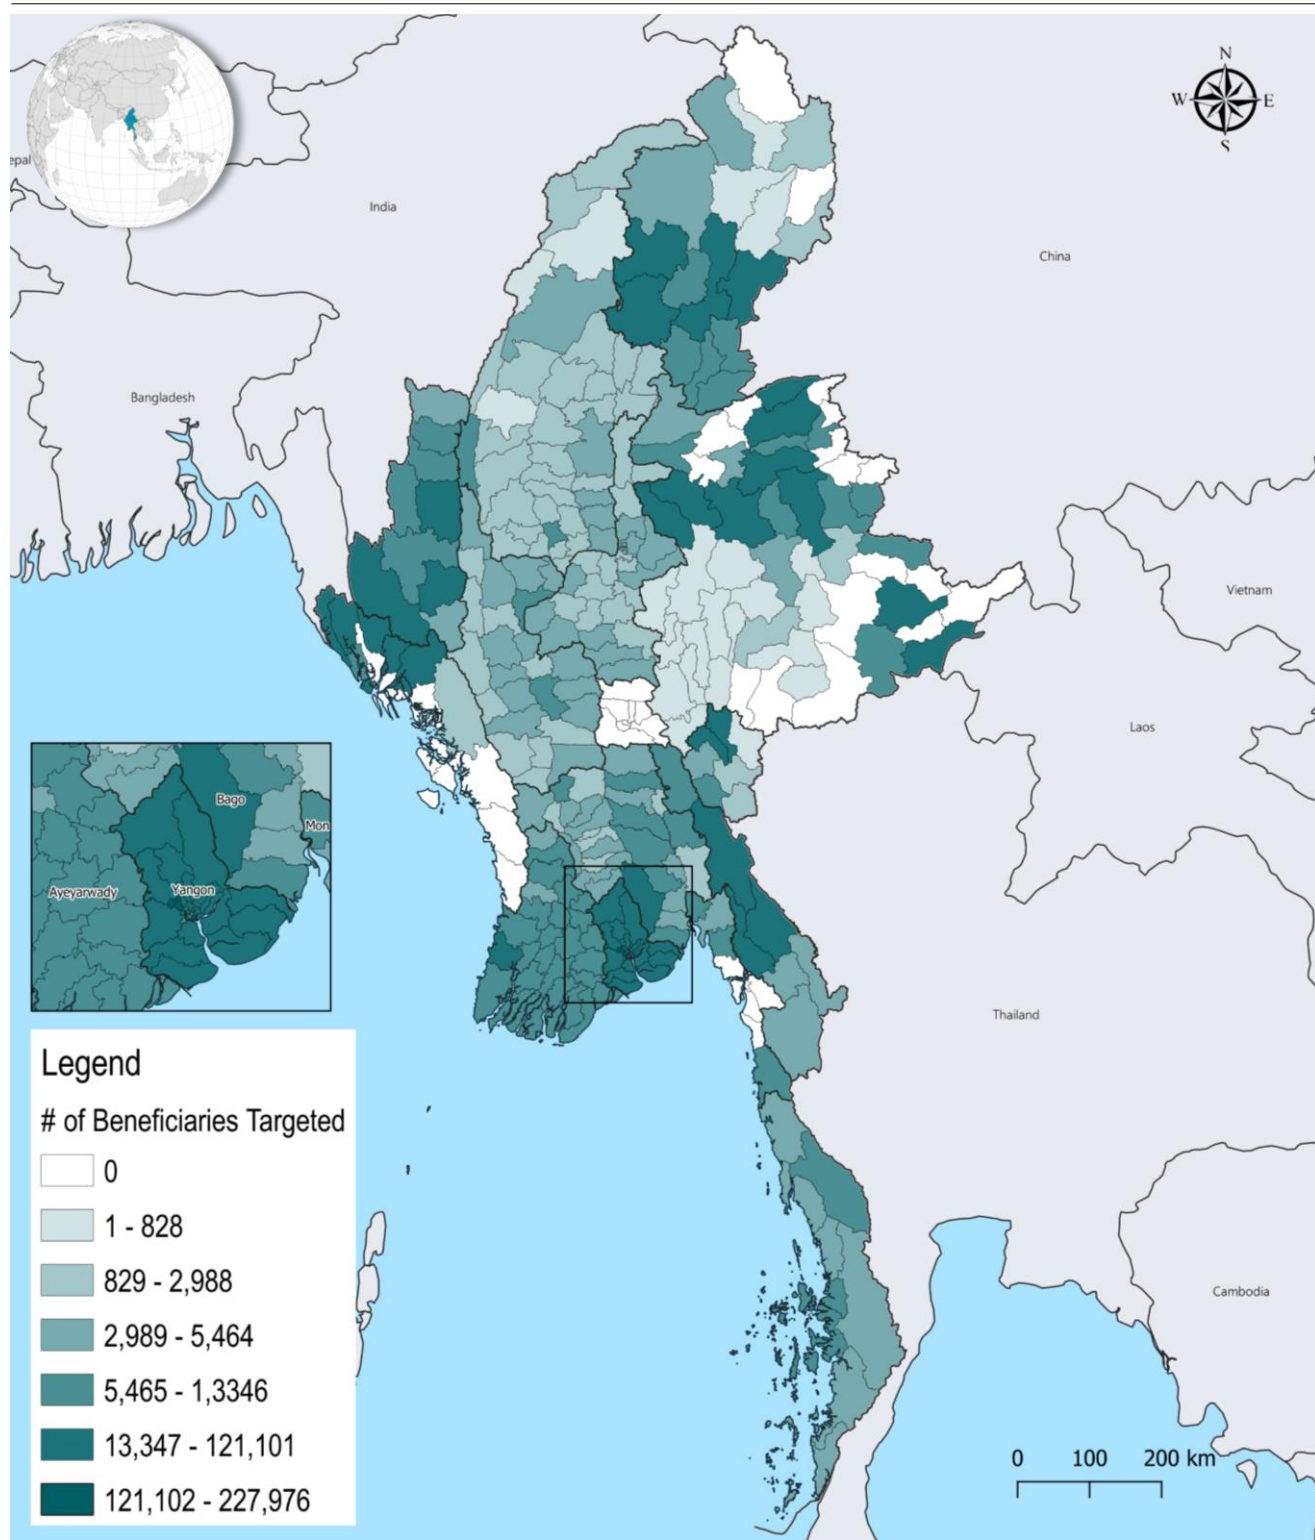 N
W E
S
epal
India
China
Bangladesh
Vietnam
Laos
Bago
Mon
Ayeyarwady
Yangon
Thailand
Cambodia
Legend
# of Beneficiaries Targeted
0
1 - 828
829 - 2,988
2,989 - 5,464
5,465 - 1,3346
13,347 - 121,101
121,102 - 227,976
0 100 200 km